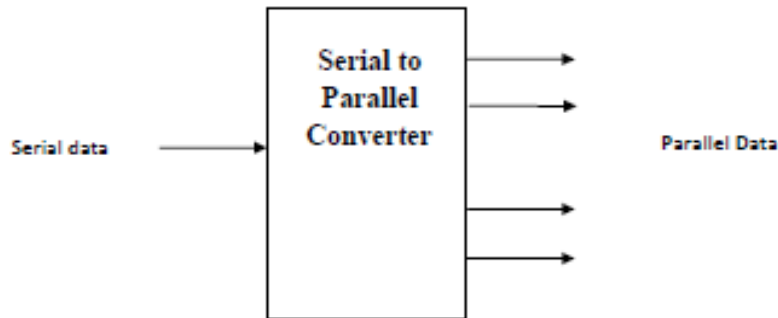 Serial to
Parallel
Converter
Serial data
Parallel Data